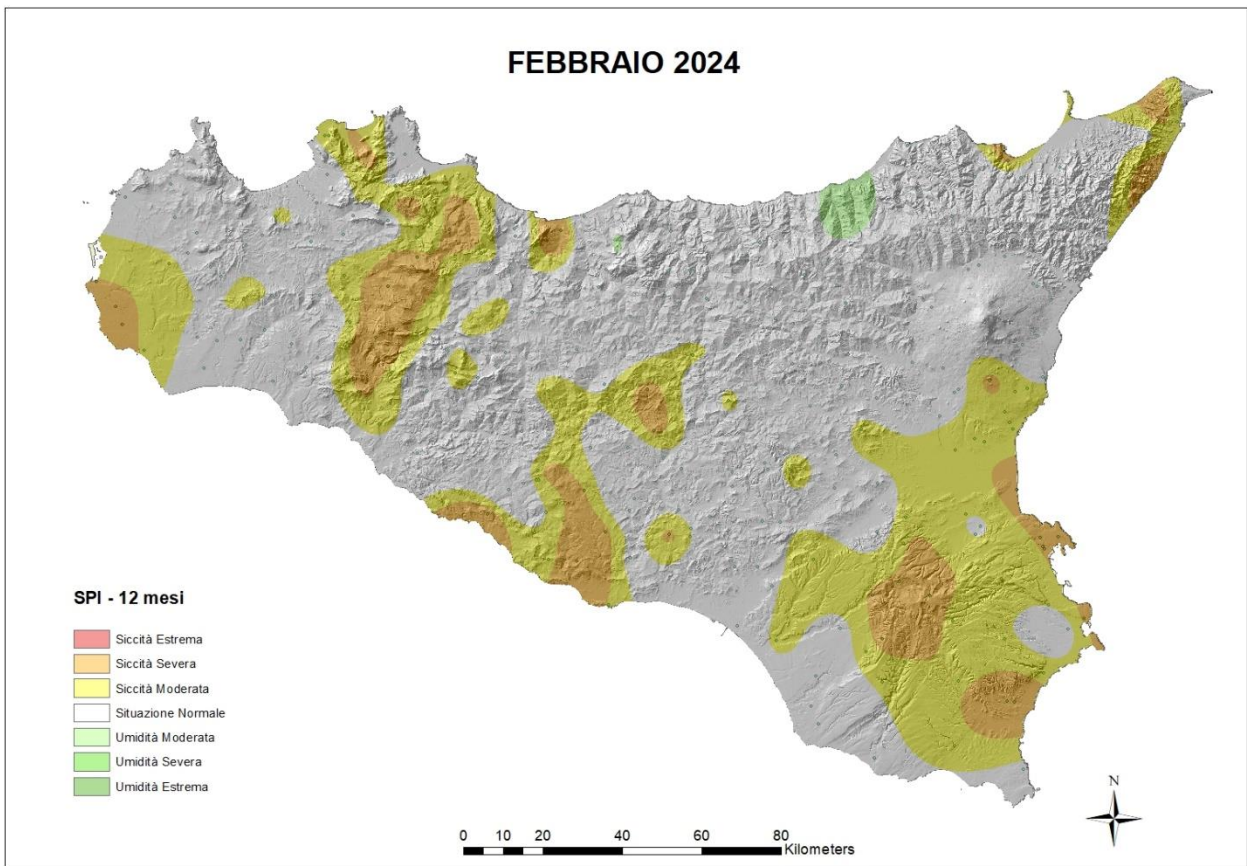 FEBBRAIO 2024
SPI - 12 mesi
Siccità Estrema
Siccità Severa
Siccità Moderata
Situazione Normale
Umidità Moderata
Umidità Severa
Umidità Estrema
N
0 10 20 40 60 80
Kilometers